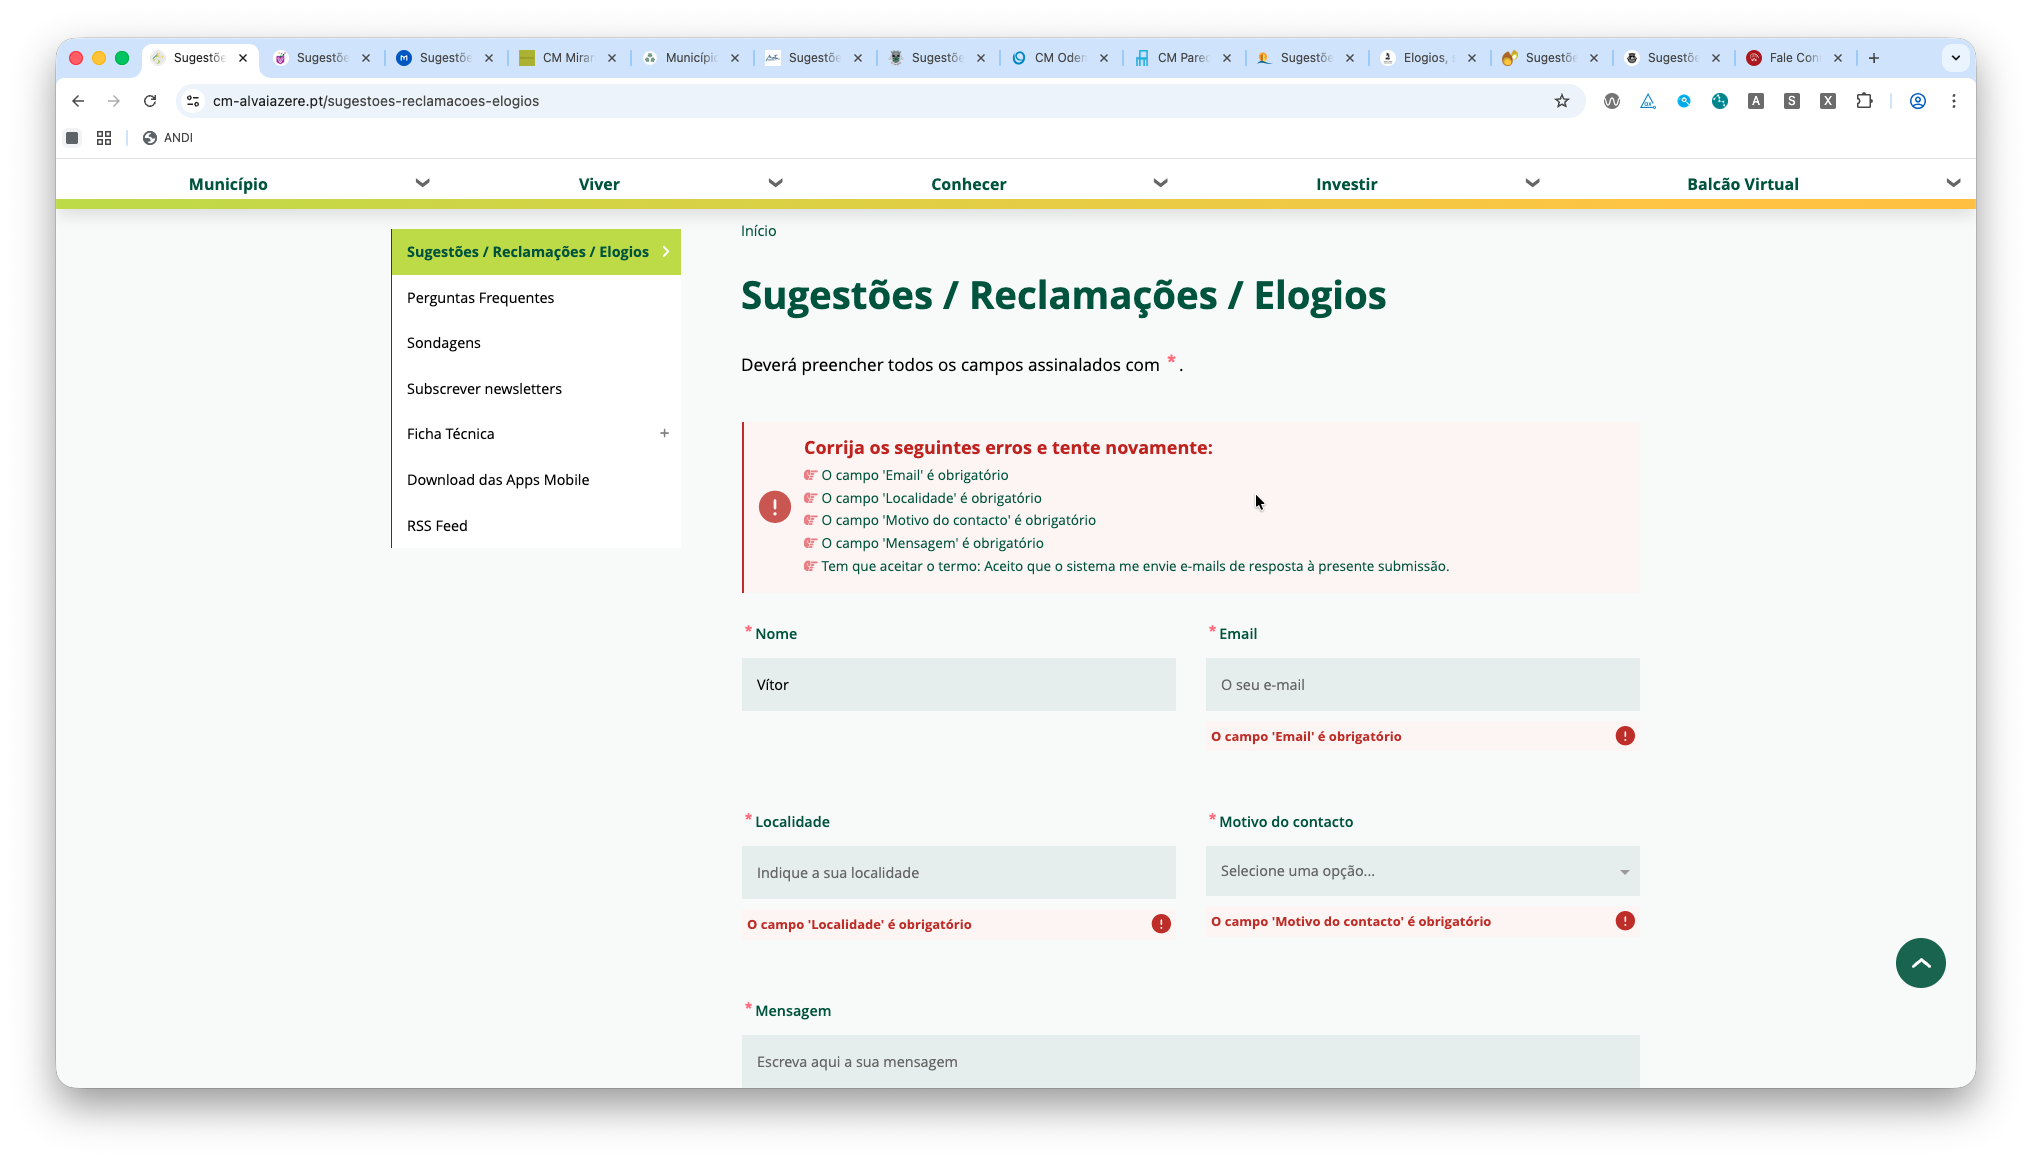 Sugestõe
Sugestõe
Sugestõe
CM Miran
Município
Sugestõe
Sugestõe
CM Odem
CM Pared
Sugestõe
Elogios, s
Sugestõe
Sugestõe
Fale Con
cm-alvaiazere.pt/sugestoes-reclamacoes-elogios
A
S
X
ANDI
Município
Viver
Conhecer
Investir
Balcão Virtual
Sugestões / Reclamações / Elogios
Perguntas Frequentes
Sondagens
Subscrever newsletters
Ficha Técnica +
Download das Apps Mobile
RSS Feed
Início
Sugestões / Reclamações / Elogios
Deverá preencher todos os campos assinalados com * .
Corrija os seguintes erros e tente novamente:
O campo 'Email' é obrigatório
O campo 'Localidade' é obrigatório
O campo 'Motivo do contacto' é obrigatório
O campo 'Mensagem' é obrigatório
Tem que aceitar o termo: Aceito que o sistema me envie e-mails de resposta à presente submissão.
* Nome
Vítor
* Email
O seu e-mail
O campo 'Email' é obrigatório
* Localidade
Indique a sua localidade
O campo 'Localidade' é obrigatório
* Motivo do contacto
Selecione uma opção...
O campo 'Motivo do contacto' é obrigatório
* Mensagem
Escreva aqui a sua mensagem